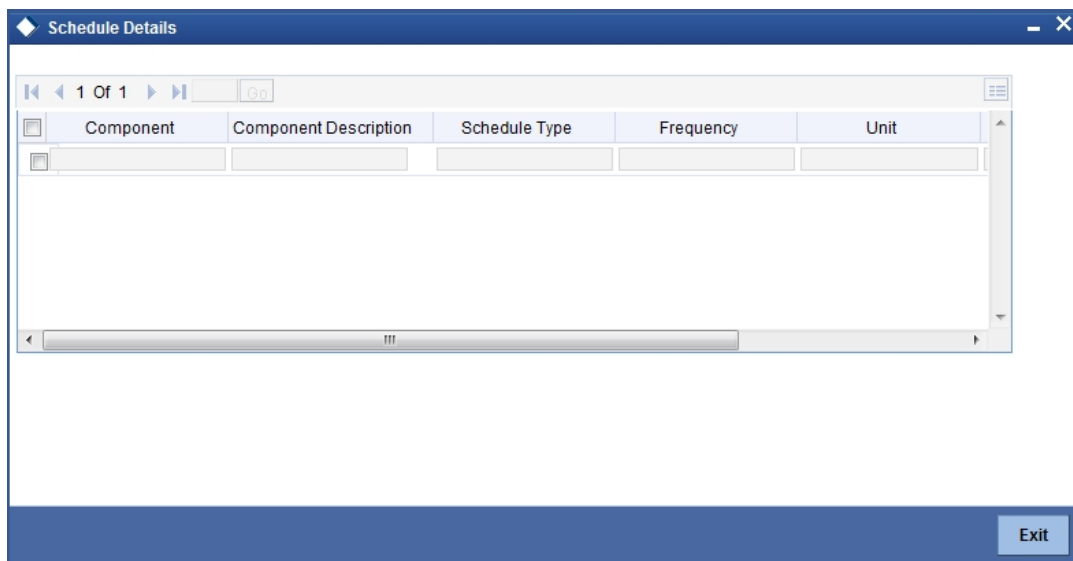 Schedule Details
1 Of 1 Go
Component Component Description Schedule Type Frequency Unit
Exit